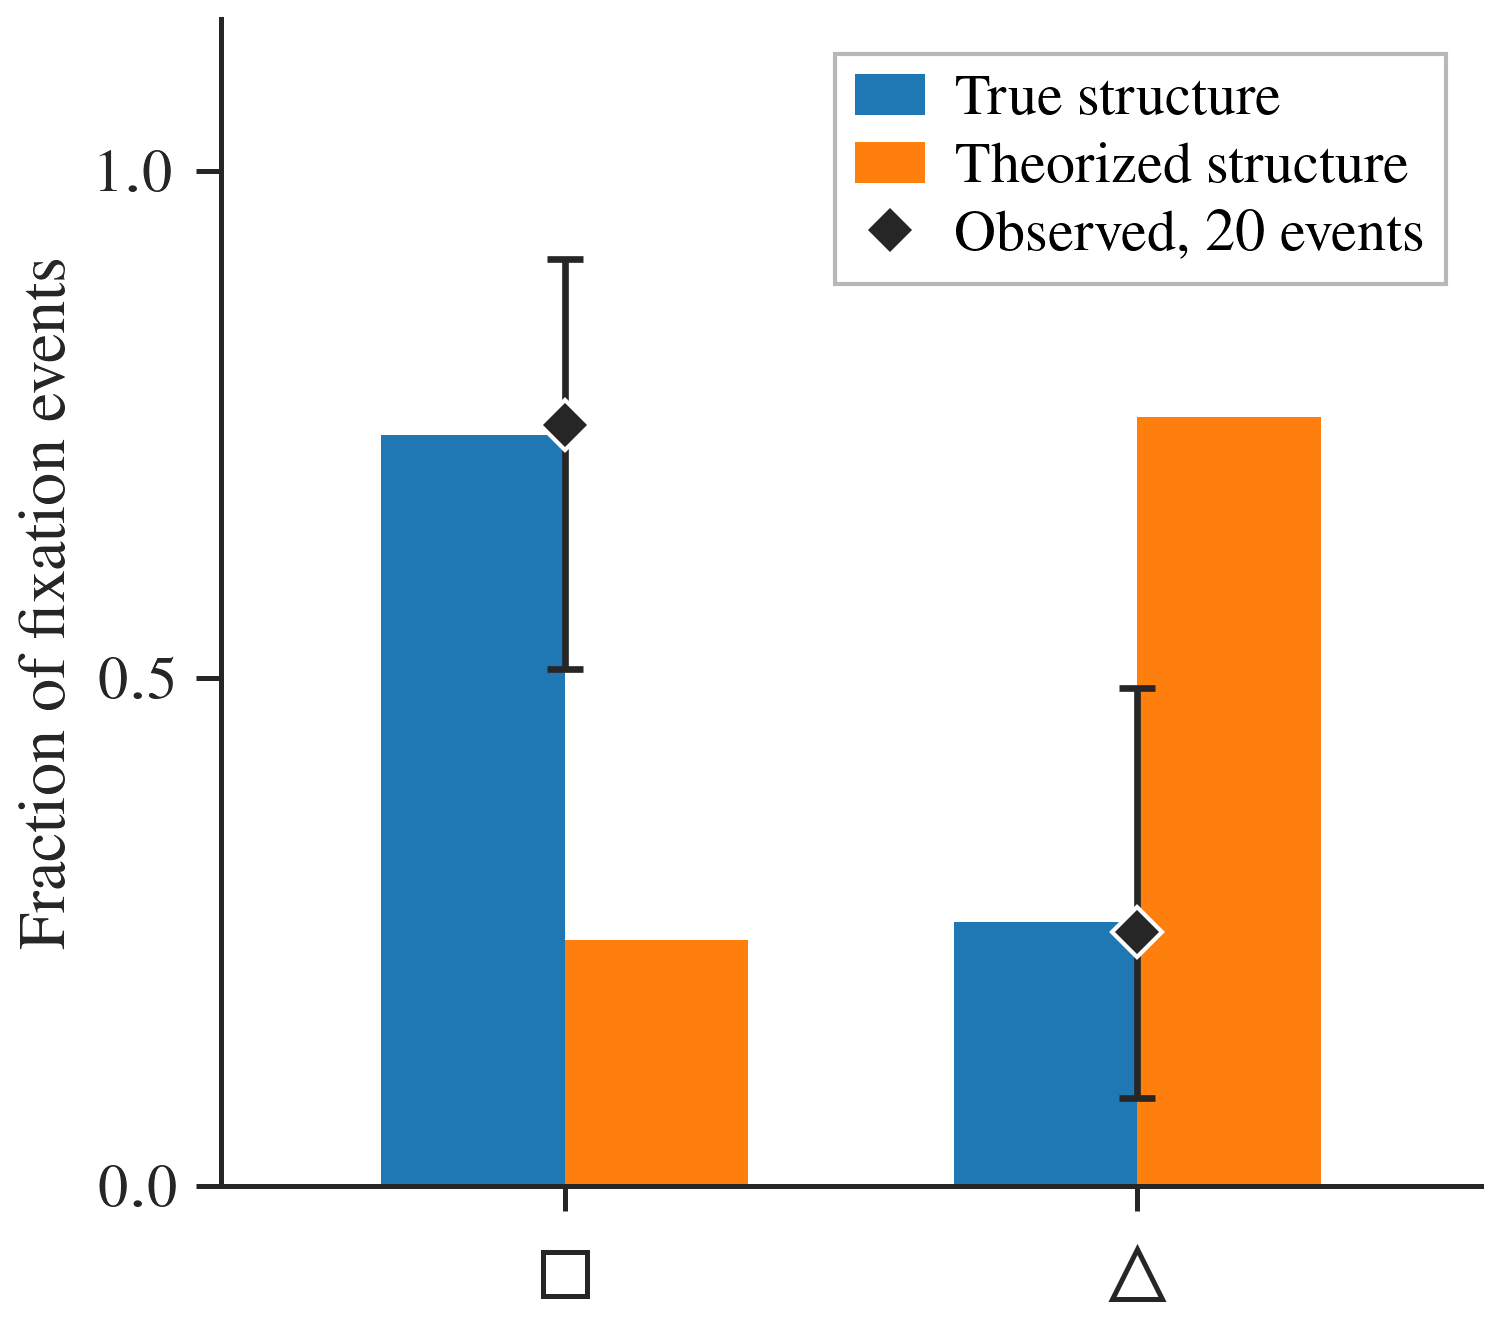 True structure
Theorized structure
Observed, 20 events
Fraction of fixation events
1.0
0.5
0.0